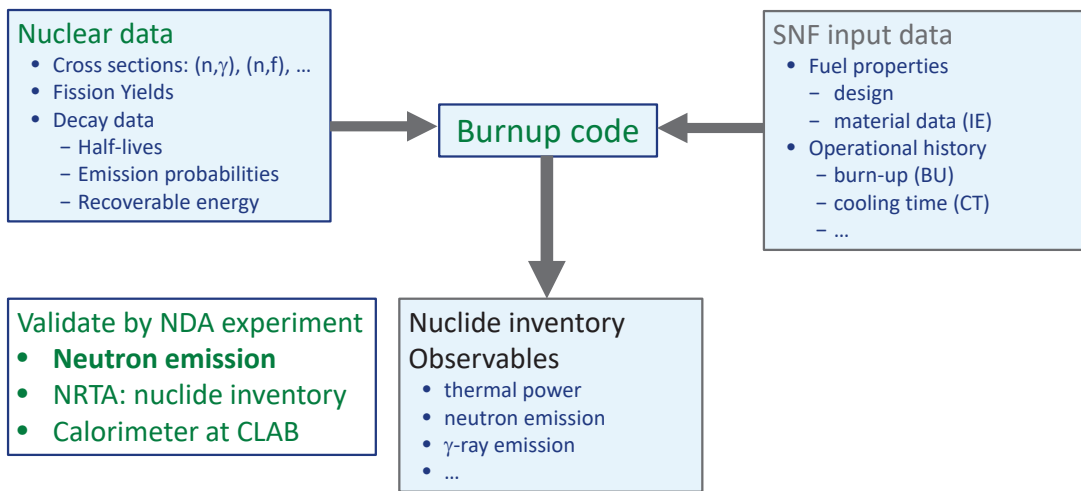 Nuclear data
• Cross sections: (n,γ), (n,f), ...
• Fission Yields
• Decay data
– Half-lives
– Emission probabilities
– Recoverable energy
Burnup code
SNF input data
• Fuel properties
– design
– material data (IE)
• Operational history
– burn-up (BU)
– cooling time (CT)
– ...
Validate by NDA experiment
• Neutron emission
• NRTA: nuclide inventory
• Calorimeter at CLAB
Nuclide inventory
Observables
• thermal power
• neutron emission
• γ-ray emission
• ...